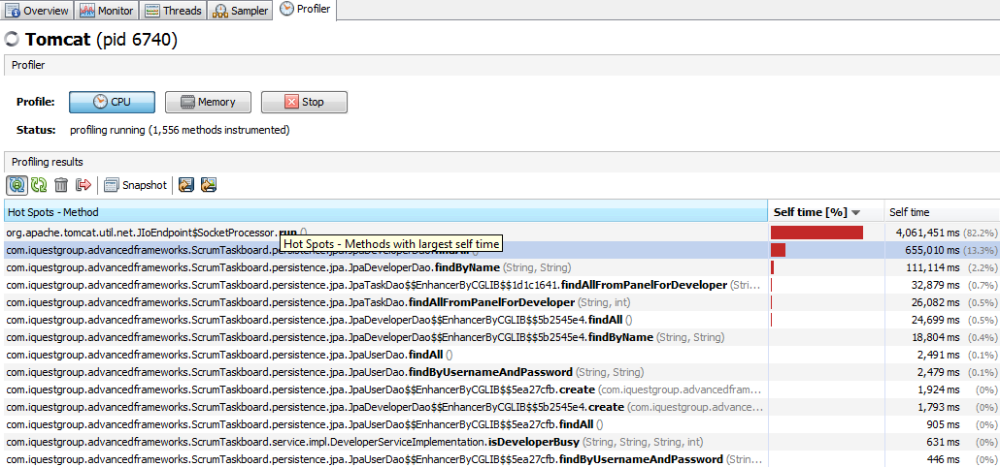 Overview Monitor Threads Sampler Profiler
Tomcat (pid 6740)
Profiler
Profile: CPU Memory Stop
Status: profiling running (1,556 methods instrumented)
Profiling results
Snapshot
Hot Spots - Method Self time [%] Self time
org.apache.tomcat.util.net.JIoEndpoint$SocketProcessor.run () 4,061,451 ms (82.2%)
Hot Spots - Methods with largest self time
com.iquestgroup.advancedframeworks.ScrumTaskboard.persistence.jpa.JpaDeveloperDao.findAll () 655,010 ms (13.3%)
com.iquestgroup.advancedframeworks.ScrumTaskboard.persistence.jpa.JpaDeveloperDao.findByName (String, String) 111,114 ms (2.2%)
com.iquestgroup.advancedframeworks.ScrumTaskboard.persistence.jpa.JpaTaskDao$$EnhancerByCGLIB$$1d1c1641.findAllFromPanelForDeveloper (Stri... 32,879 ms (0.7%)
com.iquestgroup.advancedframeworks.ScrumTaskboard.persistence.jpa.JpaTaskDao.findAllFromPanelForDeveloper (String, int) 26,082 ms (0.5%)
com.iquestgroup.advancedframeworks.ScrumTaskboard.persistence.jpa.JpaDeveloperDao$$EnhancerByCGLIB$$5b2545e4.findAll () 24,699 ms (0.5%)
com.iquestgroup.advancedframeworks.ScrumTaskboard.persistence.jpa.JpaDeveloperDao$$EnhancerByCGLIB$$5b2545e4.findByName (String, String) 18,804 ms (0.4%)
com.iquestgroup.advancedframeworks.ScrumTaskboard.persistence.jpa.JpaUserDao.findAll () 2,491 ms (0.1%)
com.iquestgroup.advancedframeworks.ScrumTaskboard.persistence.jpa.JpaUserDao.findByUsernameAndPassword (String, String) 2,479 ms (0.1%)
com.iquestgroup.advancedframeworks.ScrumTaskboard.persistence.jpa.JpaUserDao$$EnhancerByCGLIB$$5ea27cfb.create (com.iquestgroup.advancedfram... 1,924 ms (0%)
com.iquestgroup.advancedframeworks.ScrumTaskboard.persistence.jpa.JpaDeveloperDao$$EnhancerByCGLIB$$5b2545e4.create (com.iquestgroup.advance... 1,793 ms (0%)
com.iquestgroup.advancedframeworks.ScrumTaskboard.persistence.jpa.JpaUserDao$$EnhancerByCGLIB$$5ea27cfb.findAll () 905 ms (0%)
com.iquestgroup.advancedframeworks.ScrumTaskboard.service.impl.DeveloperServiceImplementation.isDeveloperBusy (String, String, String, int) 631 ms (0%)
com.iquestgroup.advancedframeworks.ScrumTaskboard.persistence.jpa.JpaUserDao$$EnhancerByCGLIB$$5ea27cfb.findByUsernameAndPassword (Strin... 446 ms (0%)